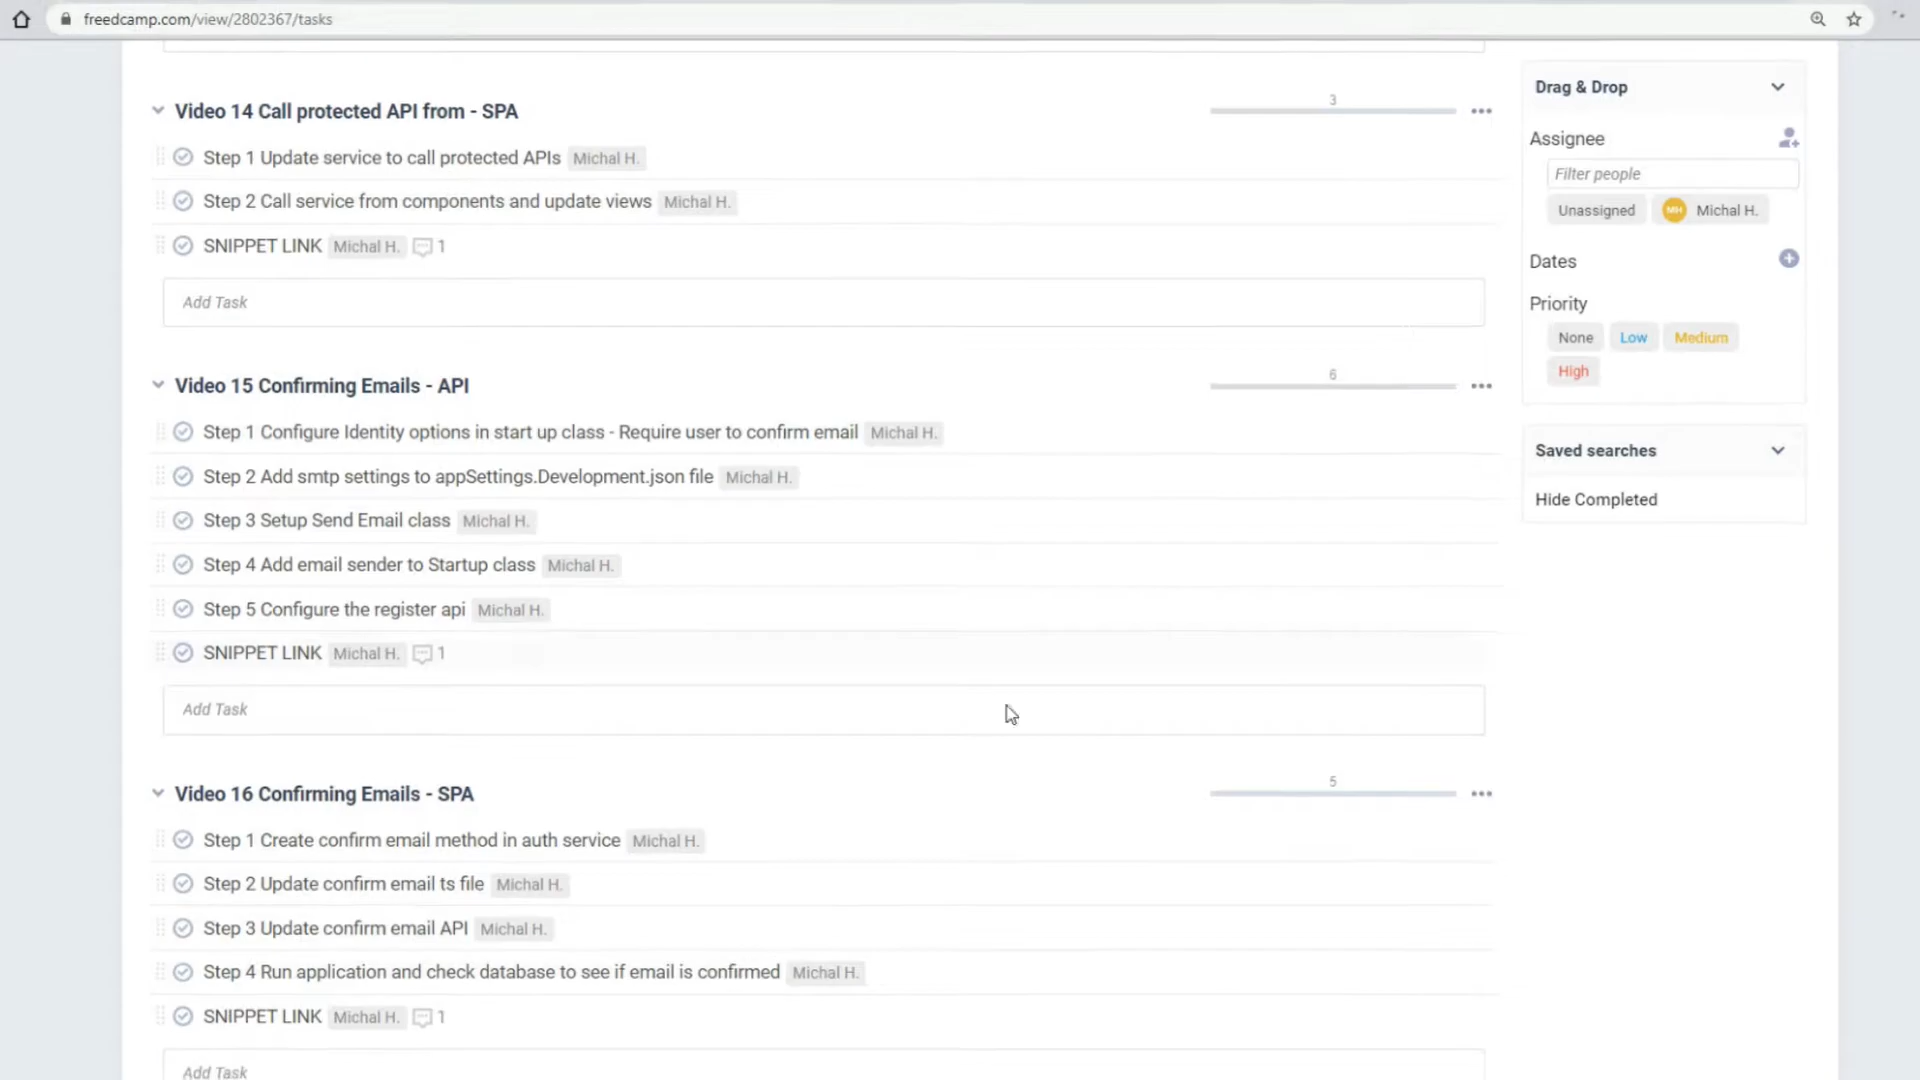 freedcamp.com/view/2802367/tasks
Video 14 Call protected API from - SPA
3
Step 1 Update service to call protected APIs Michal H.
Step 2 Call service from components and update views Michal H.
SNIPPET LINK Michal H. 1
Add Task
Video 15 Confirming Emails - API
6
Step 1 Configure Identity options in start up class - Require user to confirm email Michal H.
Step 2 Add smtp settings to appSettings.Development.json file Michal H.
Step 3 Setup Send Email class Michal H.
Step 4 Add email sender to Startup class Michal H.
Step 5 Configure the register api Michal H.
SNIPPET LINK Michal H. 1
Add Task
Video 16 Confirming Emails - SPA
5
Step 1 Create confirm email method in auth service Michal H.
Step 2 Update confirm email ts file Michal H.
Step 3 Update confirm email API Michal H.
Step 4 Run application and check database to see if email is confirmed Michal H.
SNIPPET LINK Michal H. 1
Add Task
Drag & Drop
Assignee
Filter people
Unassigned MH Michal H.
Dates
Priority
None Low Medium
High
Saved searches
Hide Completed